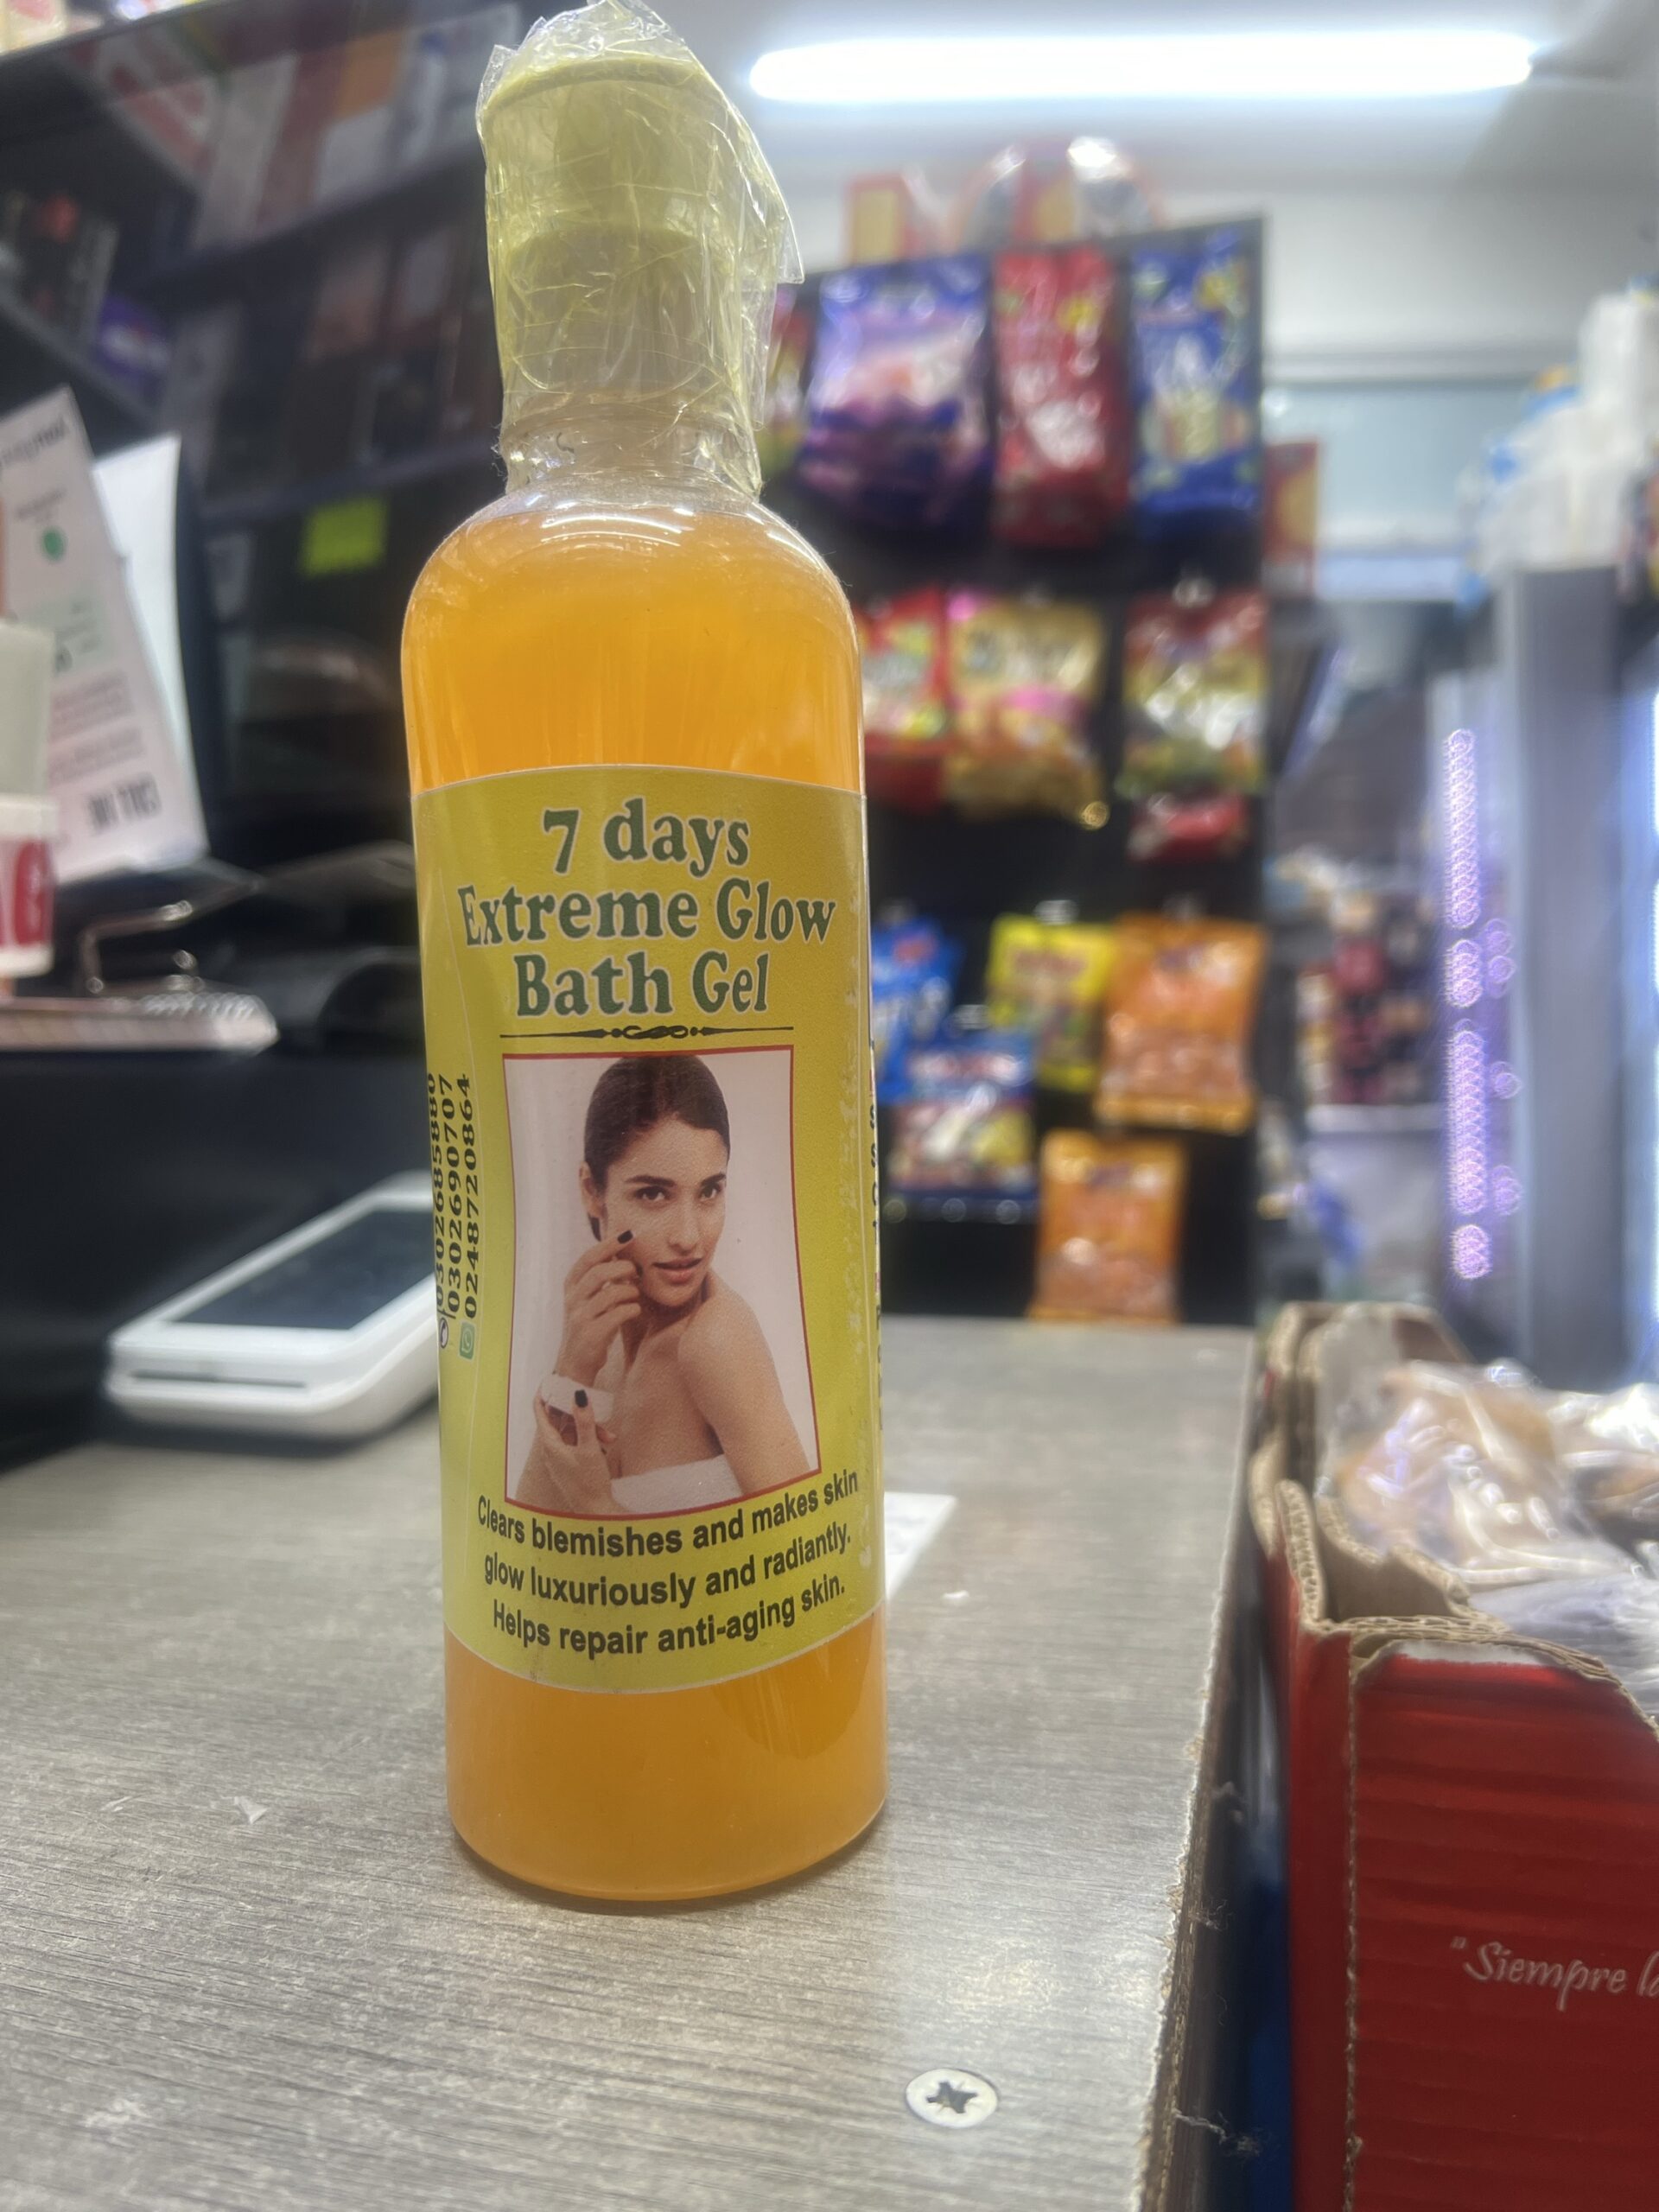 7 days
Extreme Glow
Bath Gel
0302685880
0302690707
0248720864
Clears blemishes and makes skin
glow luxuriously and radiantly.
Helps repair anti-aging skin.
"Siempre